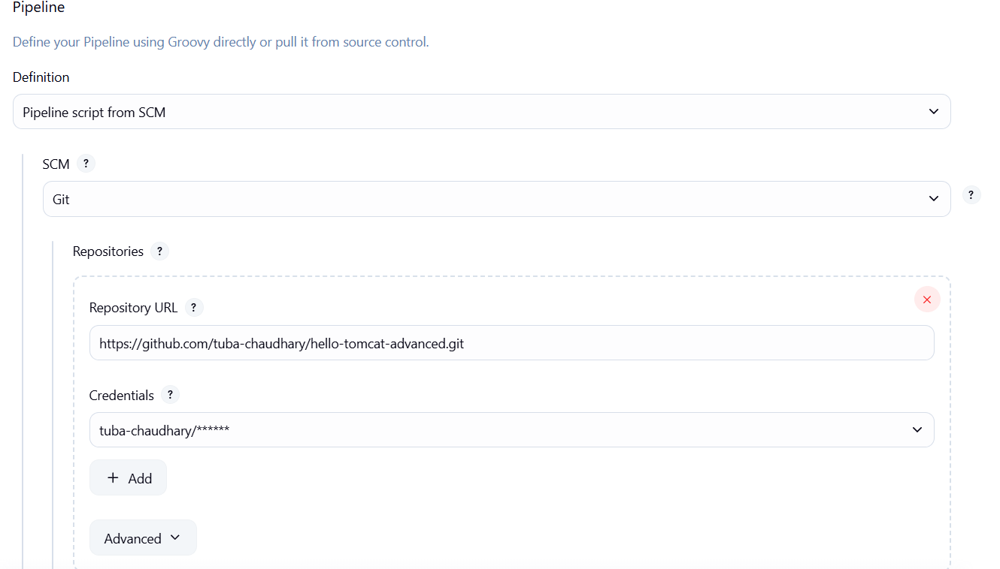 Pipeline
Define your Pipeline using Groovy directly or pull it from source control.
Definition
Pipeline script from SCM
SCM ?
Git
?
Repositories ?
Repository URL ?
https://github.com/tuba-chaudhary/hello-tomcat-advanced.git
Credentials ?
tuba-chaudhary/******
+ Add
Advanced